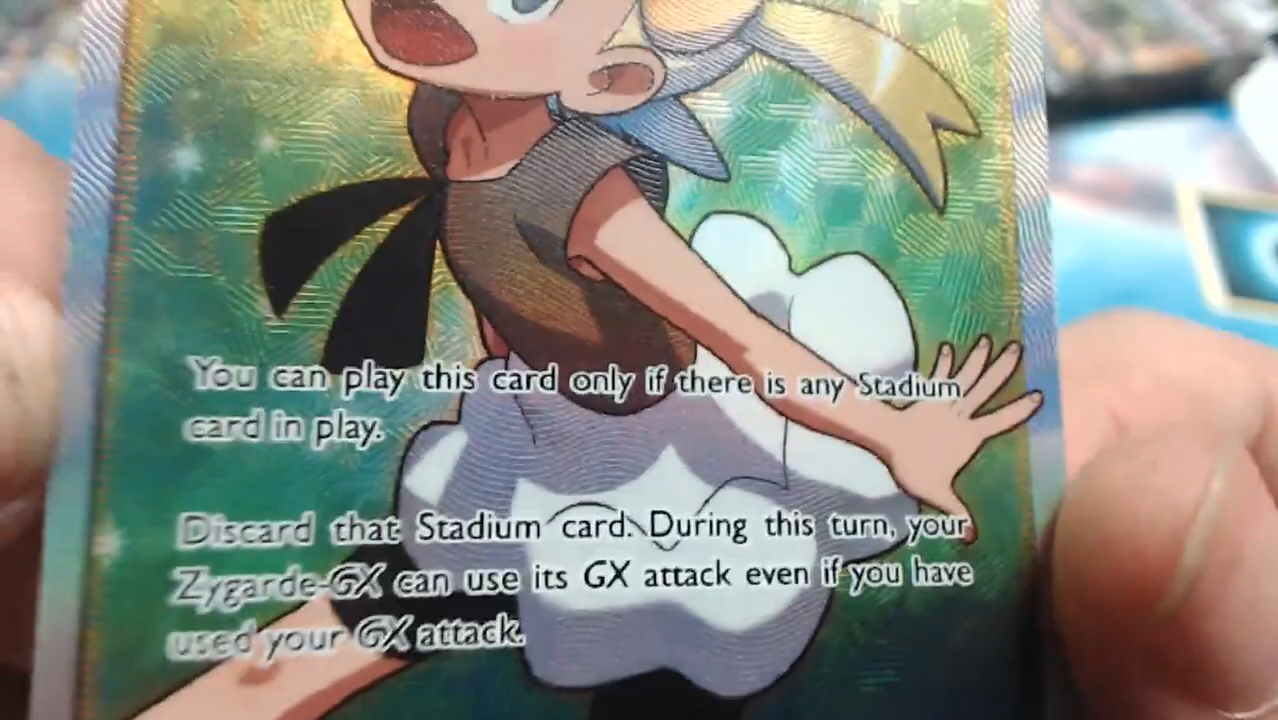 You can play this card only if there is any Stadium
card in play.
Discard that Stadium card. During this turn, your
Zygarde-GX can use its GX attack even if you have
used your GX attack.